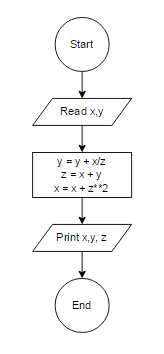 Start
Read x,y
y = y + x/z
z = x + y
x = x + z**2
Print x,y, z
End